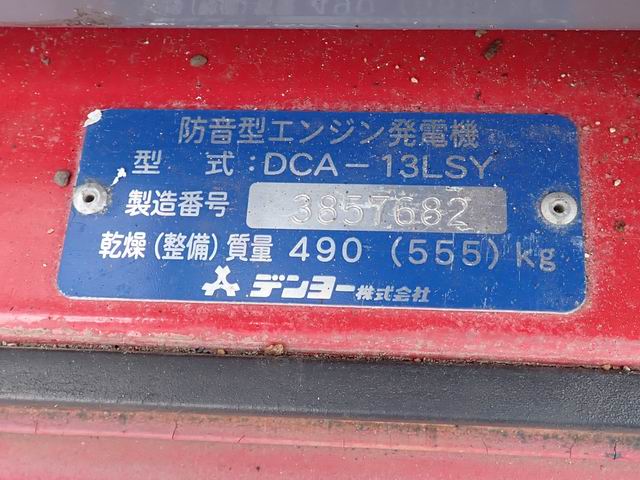 防音型エンジン発電機
型 式:DCA-13LSY
製造番号 3857682
乾燥(整備)質量 490 (555)kg
デンヨー株式会社